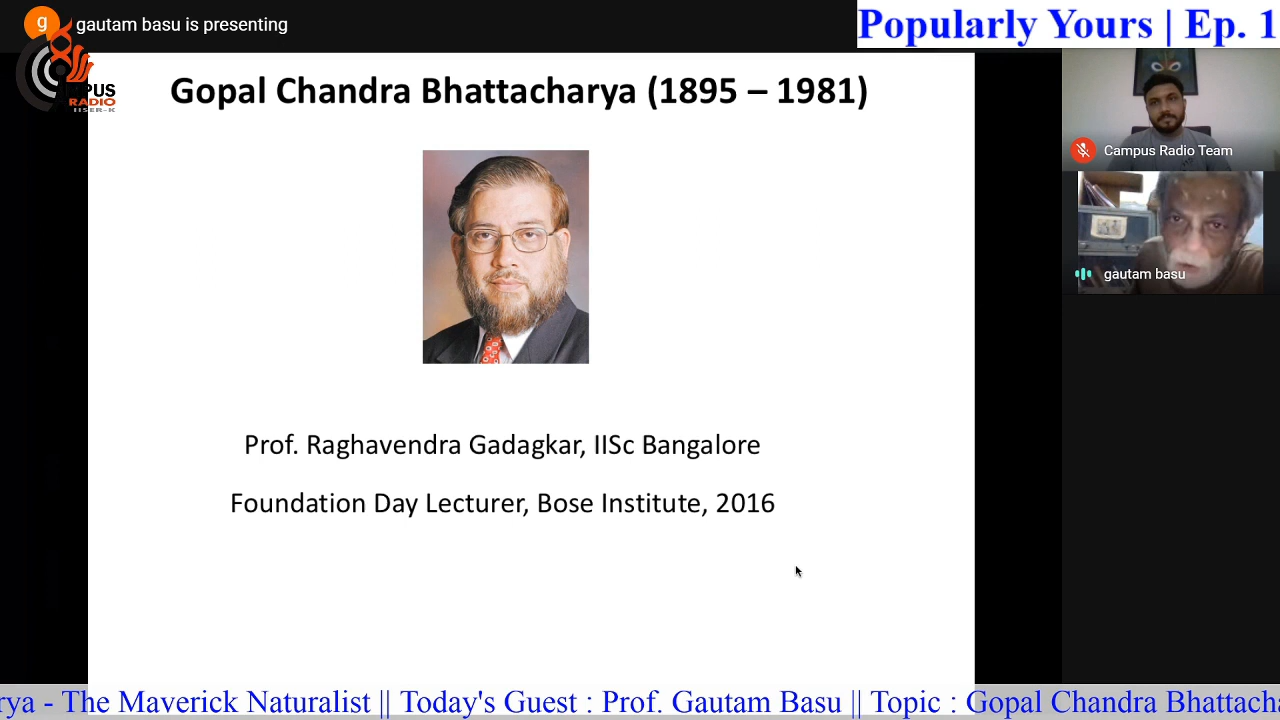 g
gautam basu is presenting
Popularly Yours | Ep. 1
RADIO
IISER-K
Gopal Chandra Bhattacharya (1895 – 1981)
Campus Radio Team
gautam basu
Prof. Raghavendra Gadagkar, IISc Bangalore
Foundation Day Lecturer, Bose Institute, 2016
rya - The Maverick Naturalist || Today's Guest : Prof. Gautam Basu || Topic : Gopal Chandra Bhattacha